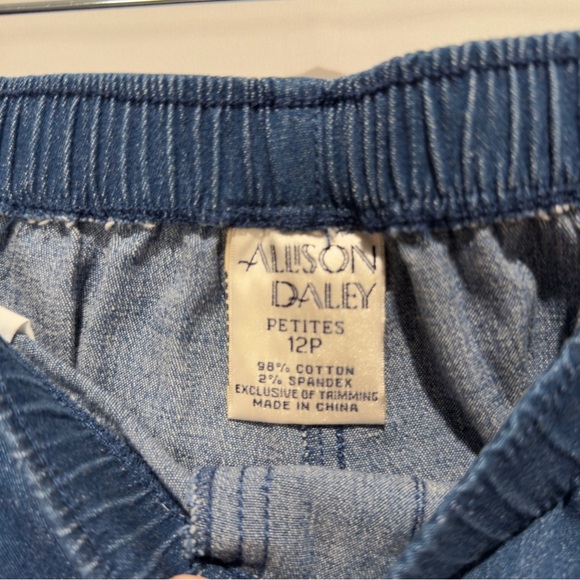 ALLISON
DALEY
PETITES
12P
98% COTTON
2% SPANDEX
EXCLUSIVE OF TRIMMING
MADE IN CHINA